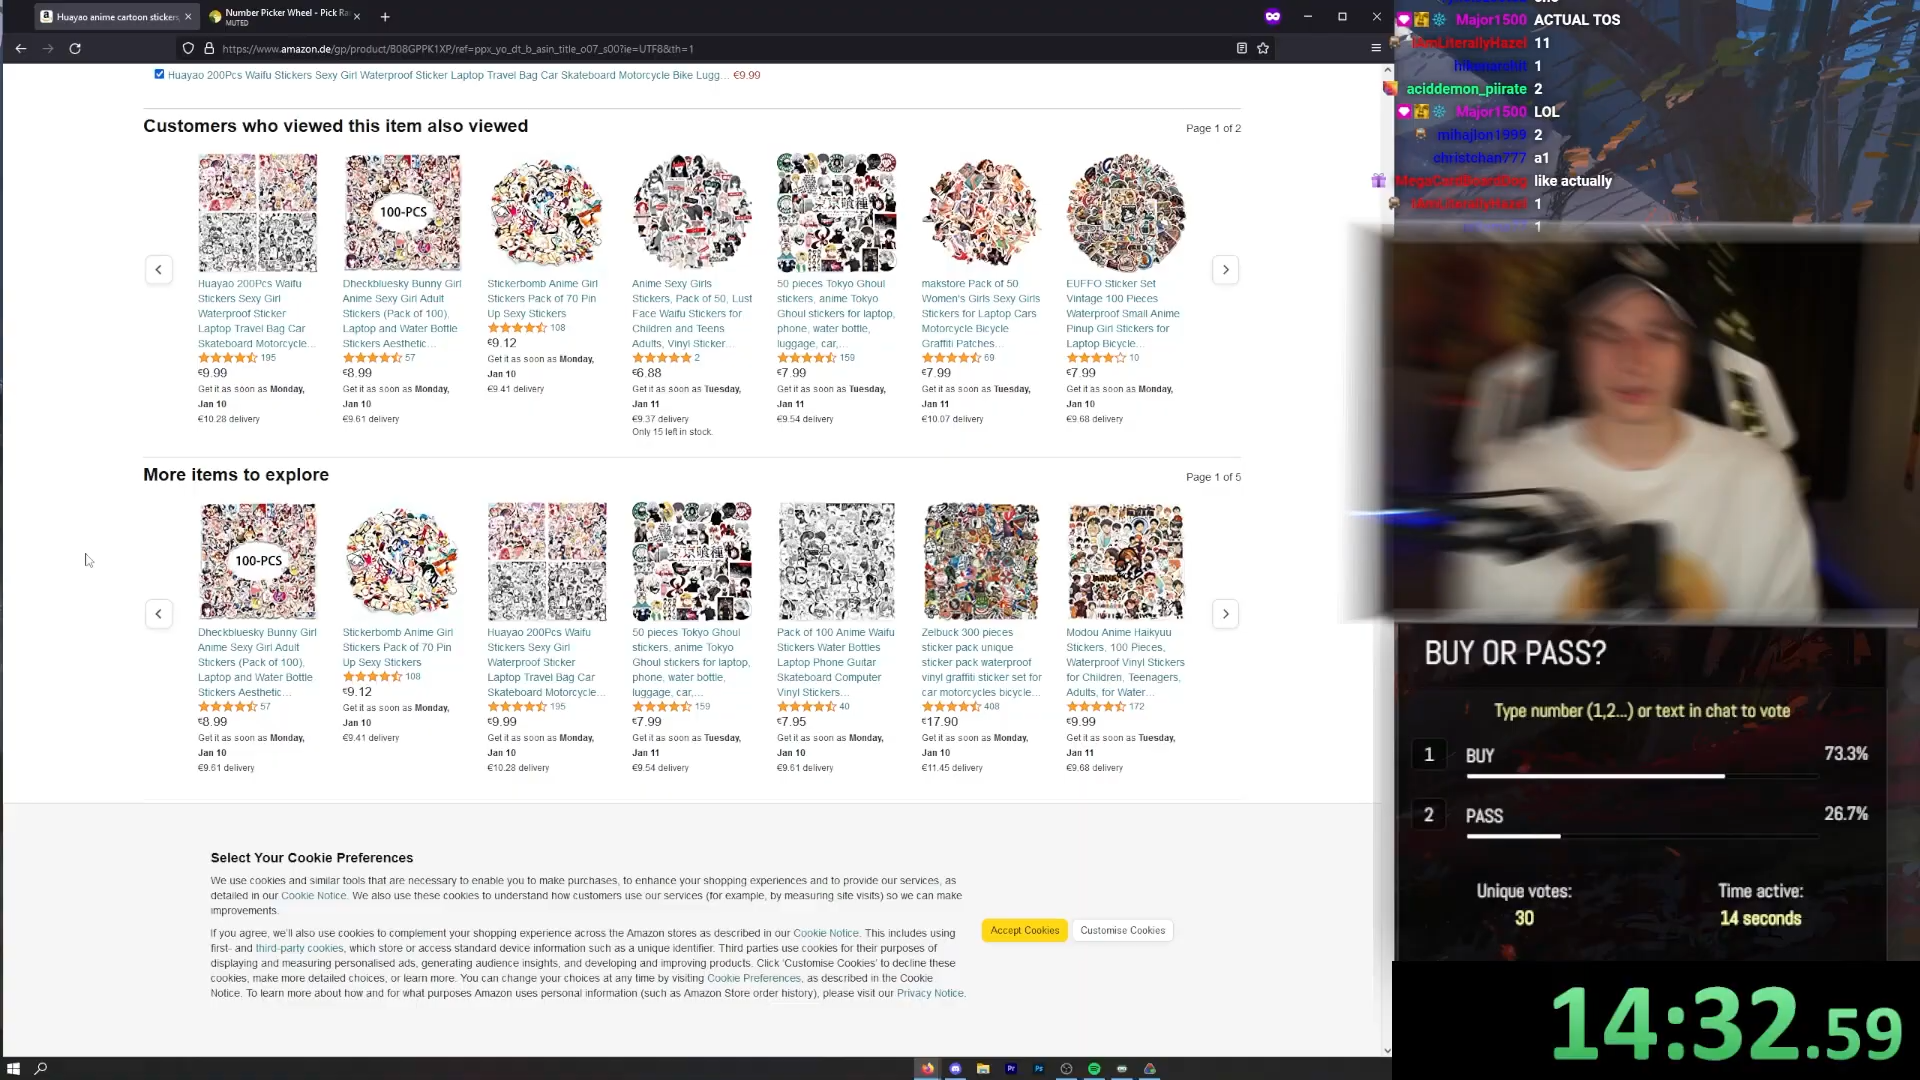 Huayao anime cartoon stickers,
Number Picker Wheel - Pick Ra
MUTED
https://www.amazon.de/gp/product/B08GPPK1XP/ref=ppx_yo_dt_b_asin_title_o07_s00?ie=UTF8&th=1
Huayao 200Pcs Waifu Stickers Sexy Girl Waterproof Sticker Laptop Travel Bag Car Skateboard Motorcycle Bike Lugg... €9.99
Customers who viewed this item also viewed
Page 1 of 2
100-PCS
Huayao 200Pcs Waifu
Stickers Sexy Girl
Waterproof Sticker
Laptop Travel Bag Car
Skateboard Motorcycle...
195
€9.99
Get it as soon as Monday,
Jan 10
€10.28 delivery
Dheckbluesky Bunny Girl
Anime Sexy Girl Adult
Stickers (Pack of 100),
Laptop and Water Bottle
Stickers Aesthetic...
57
€8.99
Get it as soon as Monday,
Jan 10
€9.61 delivery
Stickerbomb Anime Girl
Stickers Pack of 70 Pin
Up Sexy Stickers
108
€9.12
Get it as soon as Monday,
Jan 10
€9.41 delivery
Anime Sexy Girls
Stickers, Pack of 50, Lust
Face Waifu Stickers for
Children and Teens
Adults, Vinyl Sticker...
2
€6.88
Get it as soon as Tuesday,
Jan 11
€9.37 delivery
Only 15 left in stock.
50 pieces Tokyo Ghoul
stickers, anime Tokyo
Ghoul stickers for laptop,
phone, water bottle,
luggage, car,...
159
€7.99
Get it as soon as Tuesday,
Jan 11
€9.54 delivery
makstore Pack of 50
Women's Girls Sexy Girls
Stickers for Laptop Cars
Motorcycle Bicycle
Graffiti Patches...
69
€7.99
Get it as soon as Tuesday,
Jan 11
€10.07 delivery
EUFFO Sticker Set
Vintage 100 Pieces
Waterproof Small Anime
Pinup Girl Stickers for
Laptop Bicycle...
10
€7.99
Get it as soon as Monday,
Jan 10
€9.68 delivery
More items to explore
Page 1 of 5
100-PCS
Dheckbluesky Bunny Girl
Anime Sexy Girl Adult
Stickers (Pack of 100),
Laptop and Water Bottle
Stickers Aesthetic...
57
€8.99
Get it as soon as Monday,
Jan 10
€9.61 delivery
Stickerbomb Anime Girl
Stickers Pack of 70 Pin
Up Sexy Stickers
108
€9.12
Get it as soon as Monday,
Jan 10
€9.41 delivery
Huayao 200Pcs Waifu
Stickers Sexy Girl
Waterproof Sticker
Laptop Travel Bag Car
Skateboard Motorcycle...
195
€9.99
Get it as soon as Monday,
Jan 10
€10.28 delivery
50 pieces Tokyo Ghoul
stickers, anime Tokyo
Ghoul stickers for laptop,
phone, water bottle,
luggage, car,...
159
€7.99
Get it as soon as Tuesday,
Jan 11
€9.54 delivery
Pack of 100 Anime Waifu
Stickers Water Bottles
Laptop Phone Guitar
Skateboard Computer
Vinyl Stickers...
40
€7.95
Get it as soon as Monday,
Jan 10
€9.61 delivery
Zelbuck 300 pieces
sticker pack unique
sticker pack waterproof
vinyl graffiti sticker set for
car motorcycles bicycle...
408
€17.90
Get it as soon as Monday,
Jan 10
€11.45 delivery
Modou Anime Haikyuu
Stickers, 100 Pieces,
Waterproof Vinyl Stickers
for Children, Teenagers,
Adults, for Water...
172
€9.99
Get it as soon as Tuesday,
Jan 11
€9.68 delivery
Select Your Cookie Preferences
We use cookies and similar tools that are necessary to enable you to make purchases, to enhance your shopping experiences and to provide our services, as
detailed in our Cookie Notice. We also use these cookies to understand how customers use our services (for example, by measuring site visits) so we can make
improvements.
If you agree, we'll also use cookies to complement your shopping experience across the Amazon stores as described in our Cookie Notice. This includes using
first- and third-party cookies, which store or access standard device information such as a unique identifier. Third parties use cookies for their purposes of
displaying and measuring personalised ads, generating audience insights, and developing and improving products. Click 'Customise Cookies' to decline these
cookies, make more detailed choices, or learn more. You can change your choices at any time by visiting Cookie Preferences, as described in the Cookie
Notice. To learn more about how and for what purposes Amazon uses personal information (such as Amazon Store order history), please visit our Privacy Notice.
Accept Cookies
Customise Cookies
Major1500 ACTUAL TOS
IAmLiterallyHazel 11
1
aciddemon_piirate 2
Major1500 LOL
mihajlon1999 2
christchan777 a1
MegaCardBoardDog like actually
IAmLiterallyHazel 1
1
BUY OR PASS?
Type number (1,2...) or text in chat to vote
1 BUY 73.3%
2 PASS 26.7%
Unique votes: Time active:
30 14 seconds
14:32.59